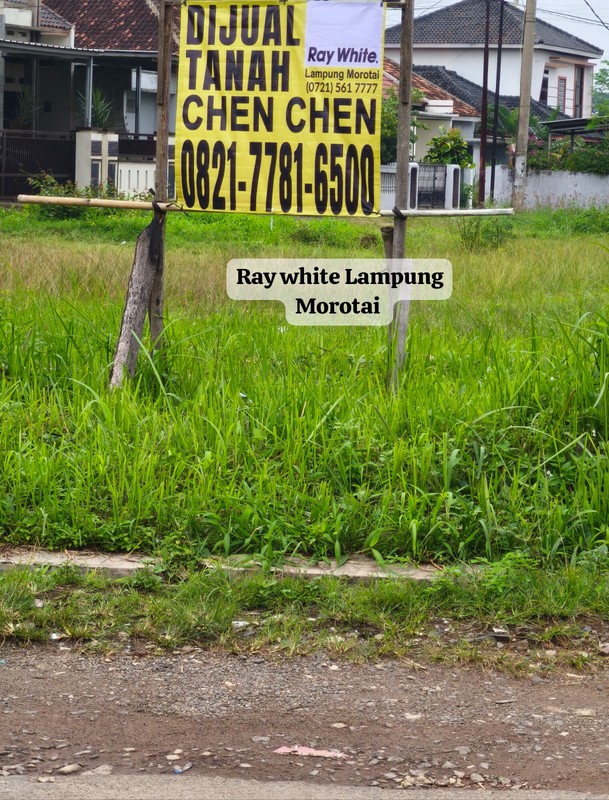 DIJUAL
TANAH
Ray White.
Lampung Morotai
(0721) 561 7777
CHEN CHEN
0821-7781-6500
Ray white Lampung
Morotai